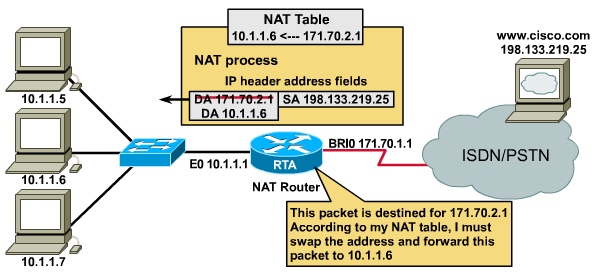 NAT Table
10.1.1.6 <--- 171.70.2.1
www.cisco.com
198.133.219.25
NAT process
IP header address fields
DA 171.70.2.1 SA 198.133.219.25
DA 10.1.1.6
10.1.1.5
10.1.1.6
10.1.1.7
E0 10.1.1.1
RTA
NAT Router
BRI0 171.70.1.1
ISDN/PSTN
This packet is destined for 171.70.2.1
According to my NAT table, I must
swap the address and forward this
packet to 10.1.1.6